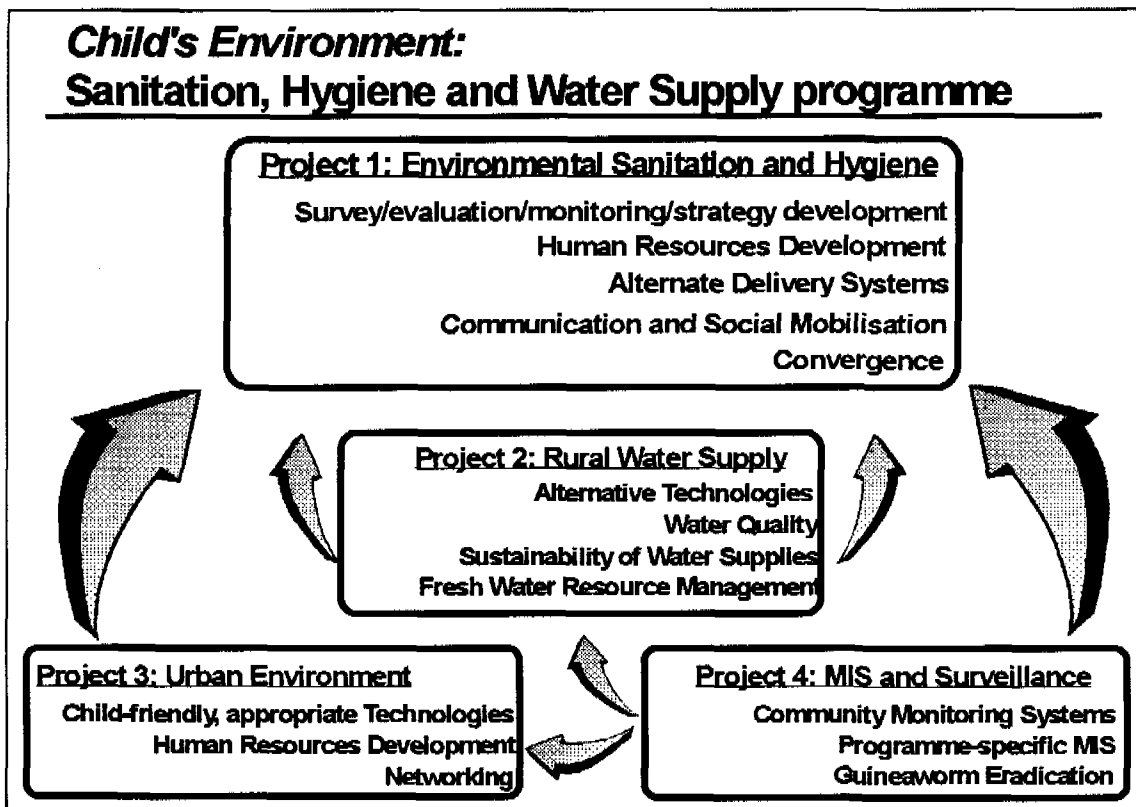 Child's Environment:
Sanitation, Hygiene and Water Supply programme
Project 1: Environmental Sanitation and Hygiene
Survey/evaluation/monitoring/strategy development
Human Resources Development
Alternate Delivery Systems
Communication and Social Mobilisation
Convergence
Project 2: Rural Water Supply
Alternative Technologies
Water Quality
Sustainability of Water Supplies
Fresh Water Resource Management
Project 3: Urban Environment
Child-friendly, appropriate Technologies
Human Resources Development
Networking
Project 4: MIS and Surveillance
Community Monitoring Systems
Programme-specific MIS
Guineaworm Eradication